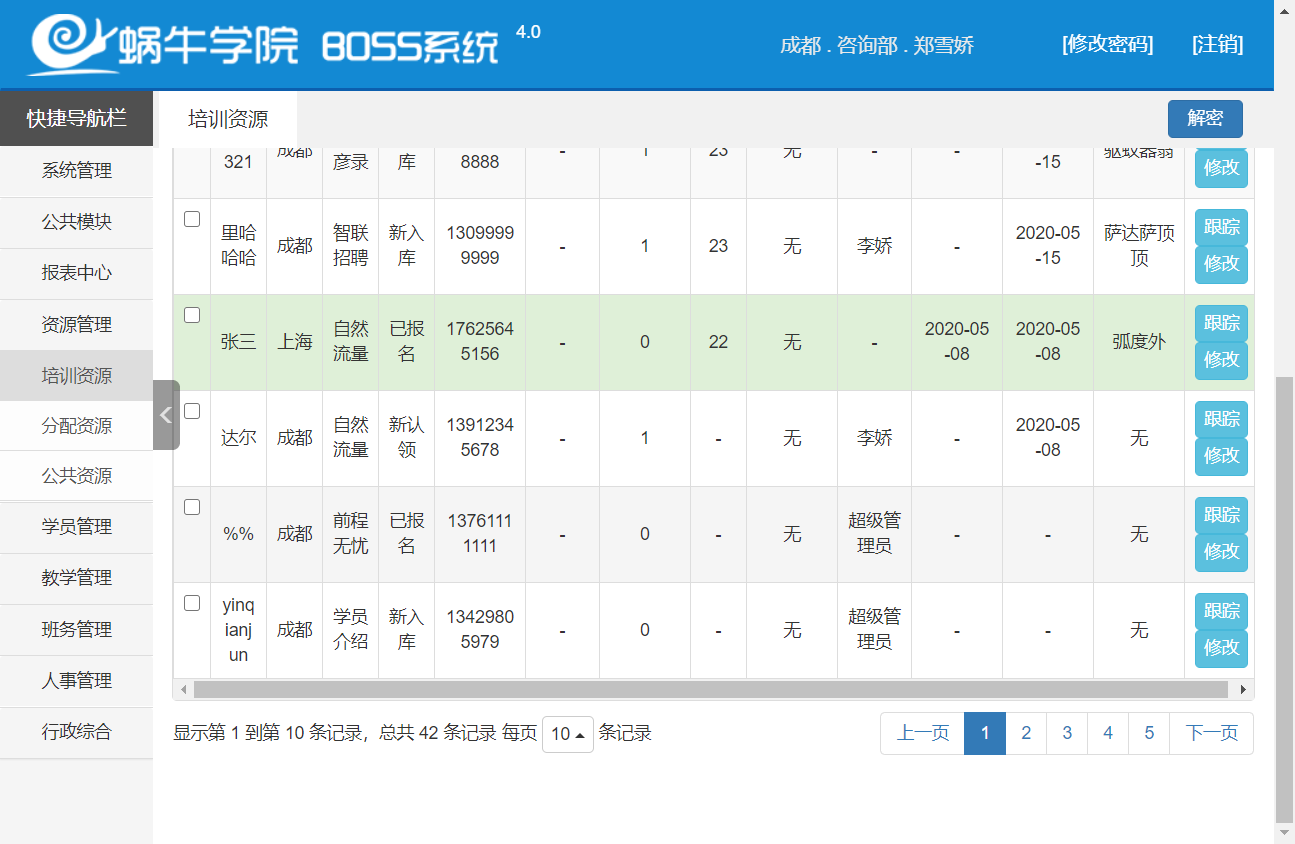 蜗牛学院 BOSS系统 4.0
成都 . 咨询部 . 郑雪娇 [修改密码] [注销]
快捷导航栏
系统管理
公共模块
报表中心
资源管理
培训资源
分配资源
公共资源
学员管理
教学管理
班务管理
人事管理
行政综合
培训资源 解密
321 成都 彦录 库 8888 - 1 23 无 - - -15 驱蚊器翁 修改
里哈 智联 新入 1309999 2020-05 萨达萨顶 跟踪
成都 - 1 23 无 李娇 -
哈哈 招聘 库 9999 -15 顶 修改
自然 已报 1762564 2020-05 2020-05 跟踪
张三 上海 - 0 22 无 - 弧度外
流量 名 5156 -08 -08 修改
自然 新认 1391234 2020-05 跟踪
达尔 成都 - 1 - 无 李娇 - 无
流量 领 5678 -08 修改
前程 已报 1376111 超级管 跟踪
%% 成都 - 0 - 无 - - 无
无忧 名 1111 理员 修改
yinq 学员 新入 1342980 超级管 跟踪
ianj 成都 - 0 - 无 - - 无
un 介绍 库 5979 理员 修改
显示第 1 到第 10 条记录，总共 42 条记录 每页 10 条记录
上一页 1 2 3 4 5 下一页